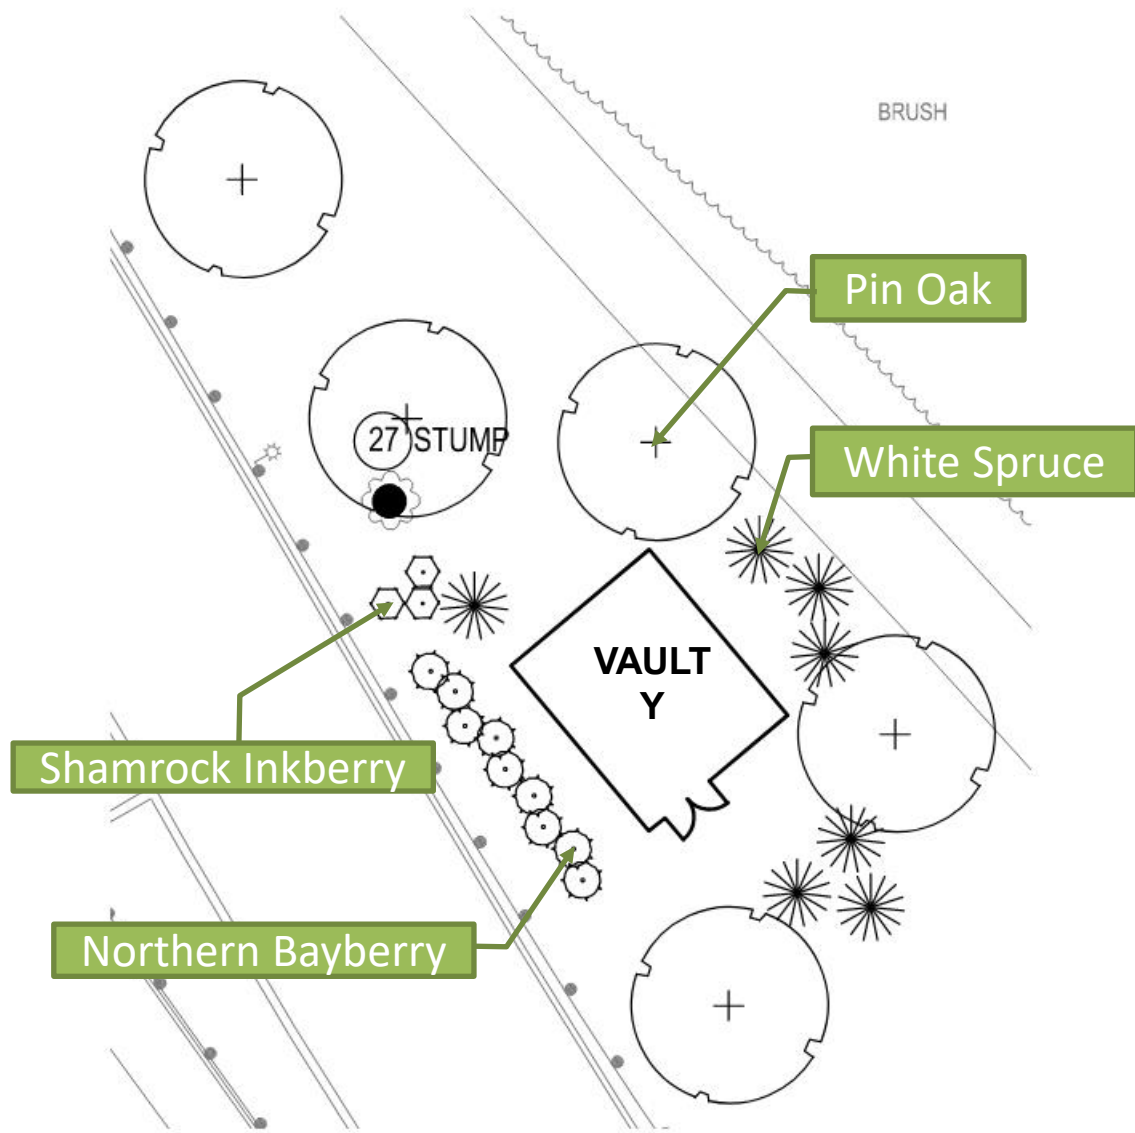 BRUSH
Pin Oak
27 STUMP
White Spruce
VAULT
Y
Shamrock Inkberry
Northern Bayberry